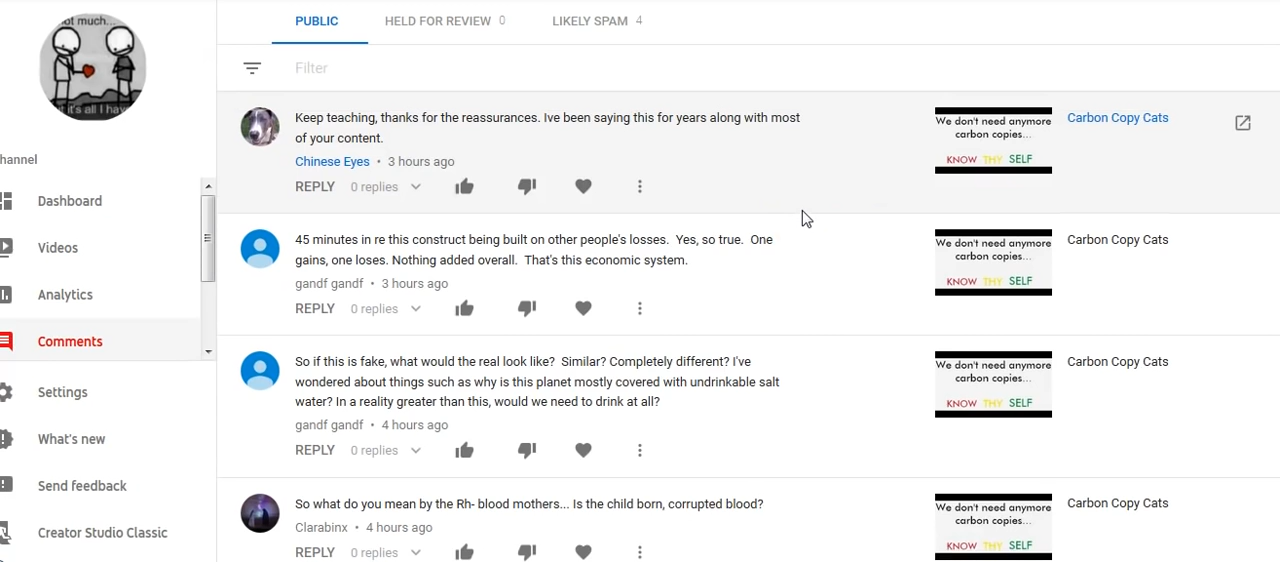 ot much...
it's all I hav
hannel
Dashboard
Videos
Analytics
Comments
Settings
What's new
Send feedback
Creator Studio Classic
PUBLIC
HELD FOR REVIEW 0
LIKELY SPAM 4
Filter
Keep teaching, thanks for the reassurances. Ive been saying this for years along with most
of your content.
Chinese Eyes • 3 hours ago
REPLY 0 replies
We don't need anymore
carbon copies...
KNOW THY SELF
Carbon Copy Cats
45 minutes in re this construct being built on other people's losses. Yes, so true. One
gains, one loses. Nothing added overall. That's this economic system.
gandf gandf • 3 hours ago
REPLY 0 replies
We don't need anymore
carbon copies...
KNOW THY SELF
Carbon Copy Cats
So if this is fake, what would the real look like? Similar? Completely different? I've
wondered about things such as why is this planet mostly covered with undrinkable salt
water? In a reality greater than this, would we need to drink at all?
gandf gandf • 4 hours ago
REPLY 0 replies
We don't need anymore
carbon copies...
KNOW THY SELF
Carbon Copy Cats
So what do you mean by the Rh- blood mothers... Is the child born, corrupted blood?
Clarabinx • 4 hours ago
REPLY 0 replies
We don't need anymore
carbon copies...
KNOW THY SELF
Carbon Copy Cats